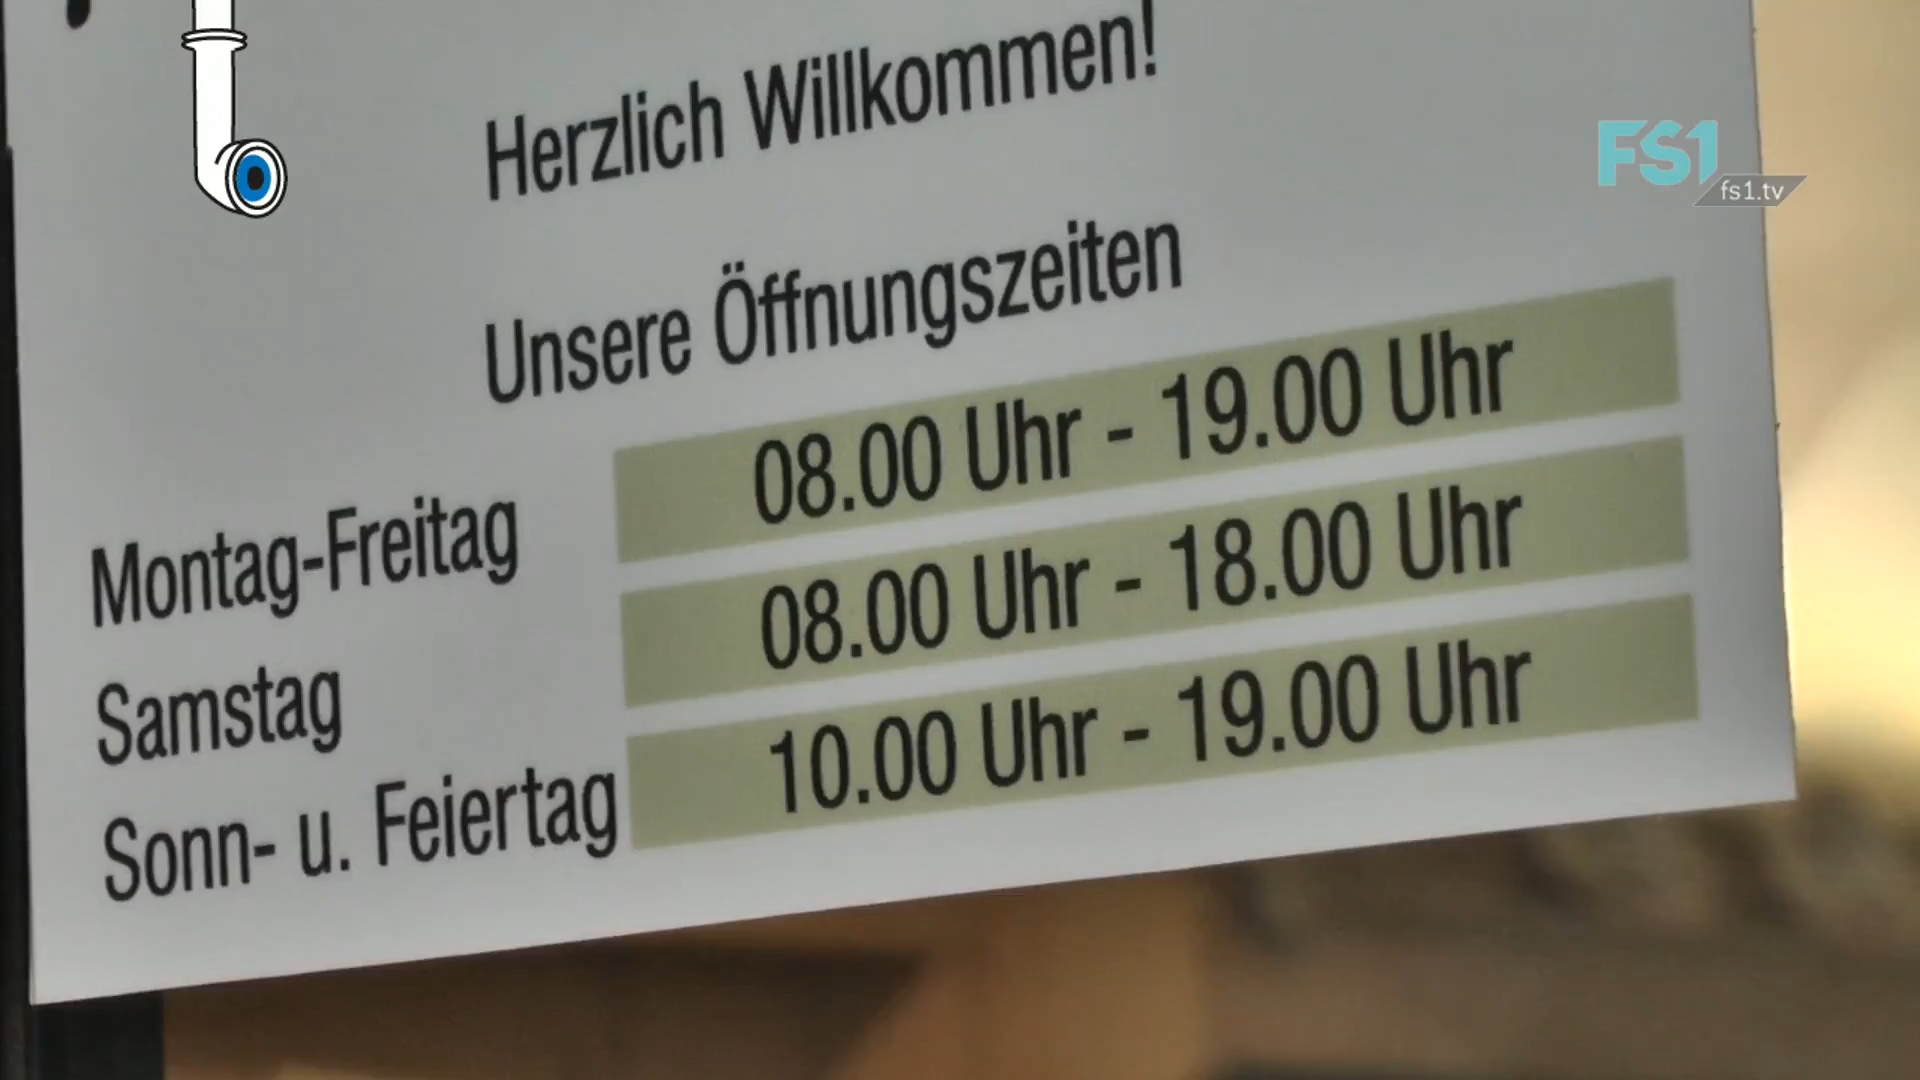 Herzlich Willkommen!
FS1
fs1.tv
Unsere Öffnungszeiten
Montag-Freitag 08.00 Uhr - 19.00 Uhr
Samstag 08.00 Uhr - 18.00 Uhr
Sonn- u. Feiertag 10.00 Uhr - 19.00 Uhr